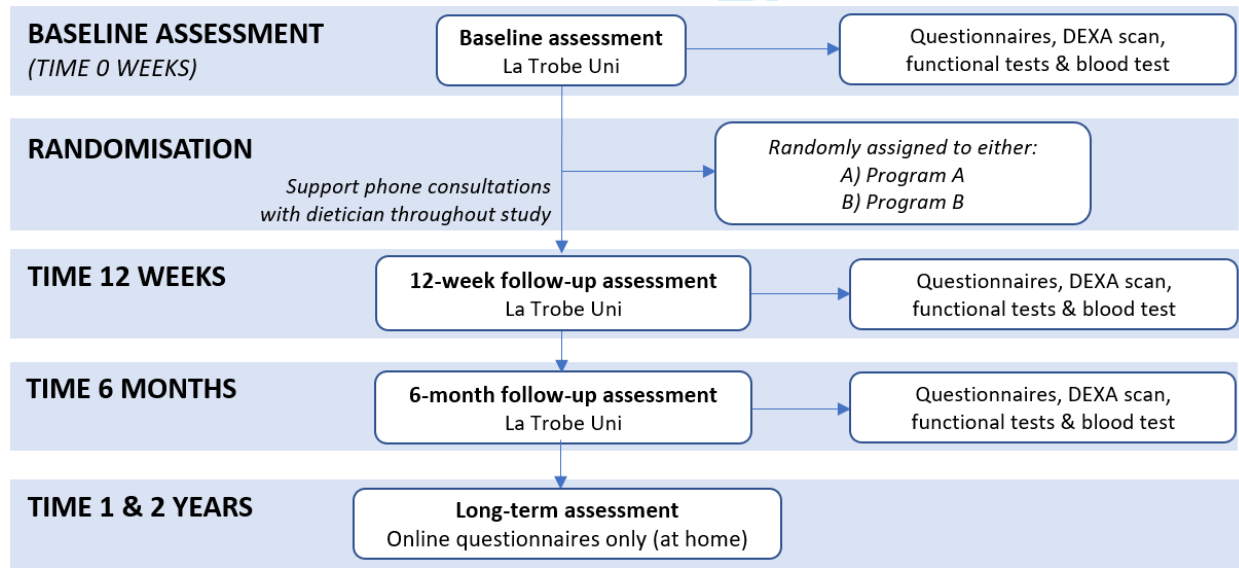 BASELINE ASSESSMENT
(TIME 0 WEEKS)
Baseline assessment
La Trobe Uni
Questionnaires, DEXA scan,
functional tests & blood test
RANDOMISATION
Support phone consultations
with dietician throughout study
Randomly assigned to either:
A) Program A
B) Program B
TIME 12 WEEKS
12-week follow-up assessment
La Trobe Uni
Questionnaires, DEXA scan,
functional tests & blood test
TIME 6 MONTHS
6-month follow-up assessment
La Trobe Uni
Questionnaires, DEXA scan,
functional tests & blood test
TIME 1 & 2 YEARS
Long-term assessment
Online questionnaires only (at home)